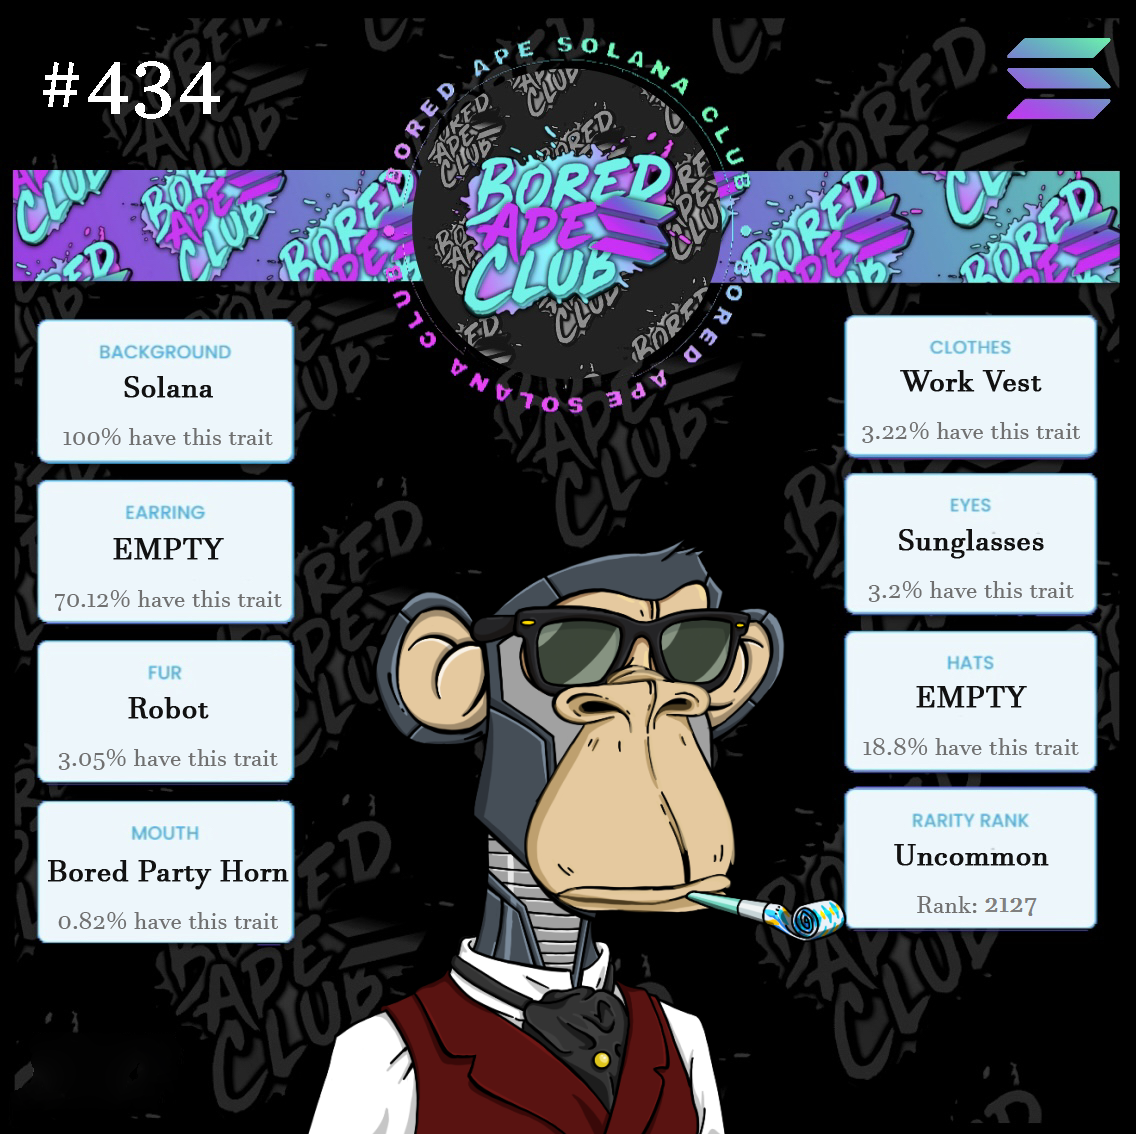 #434
BORED APE SOLANA CLUB
BORED APE SOLANA CLUB
BORED
APE
CLUB
BORED APE CLUB
BACKGROUND
Solana
100% have this trait
EARRING
EMPTY
70.12% have this trait
FUR
Robot
3.05% have this trait
MOUTH
Bored Party Horn
0.82% have this trait
CLOTHES
Work Vest
3.22% have this trait
EYES
Sunglasses
3.2% have this trait
HATS
EMPTY
18.8% have this trait
RARITY RANK
Uncommon
Rank: 2127